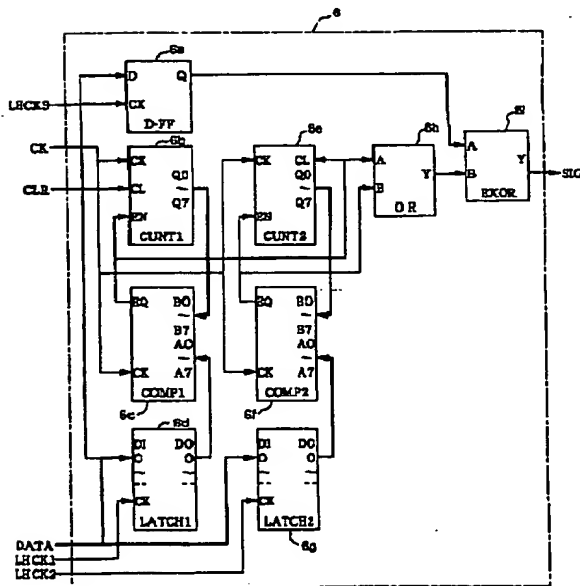 6
6a
D Q
LHCK3
CK
D-FF
CK
6b
6e
6h
6i
CK
CK CL
A
A
Q0
Q0
Y
Y
SIG
CLR
CL
B
B
Q7
Q7
OR
EXOR
EN
EN
CUNT1
CUNT2
EQ B0
EQ B0
B7
B7
A0
A0
CK A7
CK A7
COMP1
COMP2
6c
6d
6f
DI DO
DI DO
O O
O O
CK
CK
LATCH1
LATCH2
DATA
LHCK1
LHCK2
6g